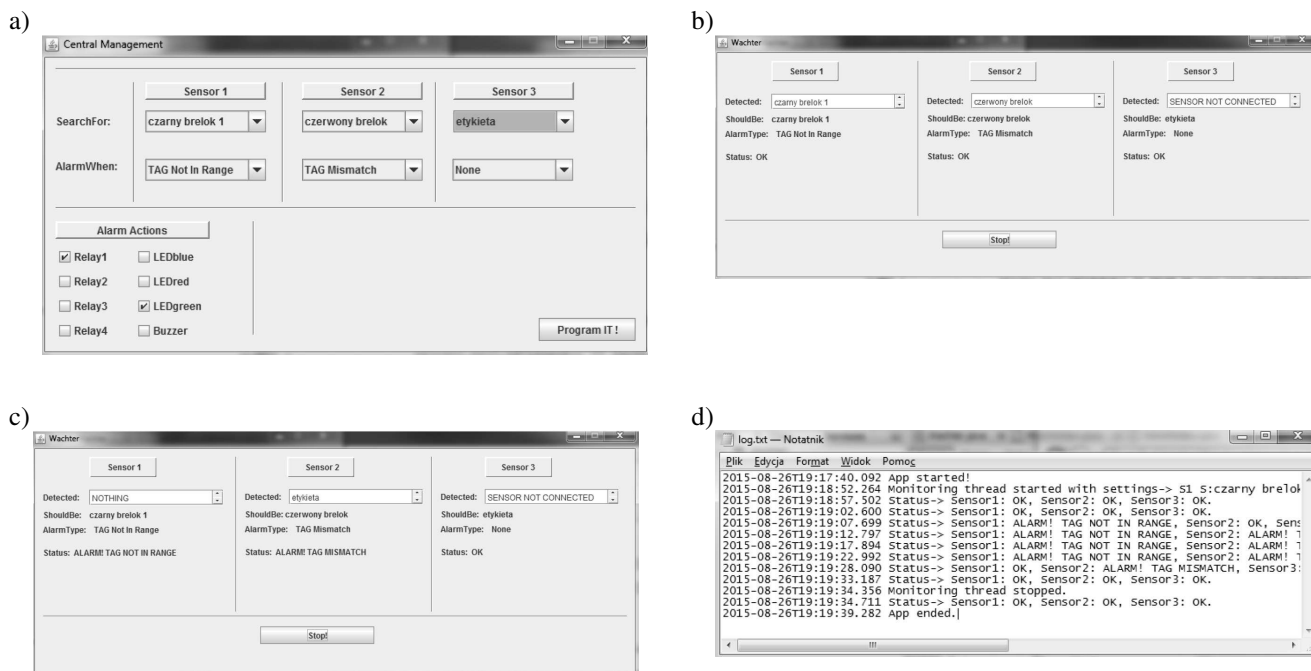 a)
Central Management
Sensor 1 Sensor 2 Sensor 3
SearchFor: czarny brelok 1 czerwony brelok etykieta
AlarmWhen: TAG Not In Range TAG Mismatch None
Alarm Actions
Relay1 LEDblue
Relay2 LEDred
Relay3 LEDgreen
Relay4 Buzzer
Program IT !
b)
Wachter
Sensor 1 Sensor 2 Sensor 3
Detected: czarny brelok 1 Detected: czerwony brelok Detected: SENSOR NOT CONNECTED
ShouldBe: czarny brelok 1 ShouldBe: czerwony brelok ShouldBe: etykieta
AlarmType: TAG Not In Range AlarmType: TAG Mismatch AlarmType: None
Status: OK Status: OK Status: OK
Stop!
c)
Wachter
Sensor 1 Sensor 2 Sensor 3
Detected: NOTHING Detected: etykieta Detected: SENSOR NOT CONNECTED
ShouldBe: czarny brelok 1 ShouldBe: czerwony brelok ShouldBe: etykieta
AlarmType: TAG Not In Range AlarmType: TAG Mismatch AlarmType: None
Status: ALARM! TAG NOT IN RANGE Status: ALARM! TAG MISMATCH Status: OK
Stop!
d)
log.txt — Notatnik
Plik Edycja Format Widok Pomoc
2015-08-26T19:17:40.092 App started!
2015-08-26T19:18:52.264 Monitoring thread started with settings-> S1 S:czarny brelok
2015-08-26T19:18:57.502 Status-> Sensor1: OK, Sensor2: OK, Sensor3: OK.
2015-08-26T19:19:02.600 Status-> Sensor1: OK, Sensor2: OK, Sensor3: OK.
2015-08-26T19:19:07.699 Status-> Sensor1: ALARM! TAG NOT IN RANGE, Sensor2: OK, Sens
2015-08-26T19:19:12.797 Status-> Sensor1: ALARM! TAG NOT IN RANGE, Sensor2: ALARM! T
2015-08-26T19:19:17.894 Status-> Sensor1: ALARM! TAG NOT IN RANGE, Sensor2: ALARM! T
2015-08-26T19:19:22.992 Status-> Sensor1: ALARM! TAG NOT IN RANGE, Sensor2: ALARM! T
2015-08-26T19:19:28.090 Status-> Sensor1: OK, Sensor2: ALARM! TAG MISMATCH, Sensor3:
2015-08-26T19:19:33.187 Status-> Sensor1: OK, Sensor2: OK, Sensor3: OK.
2015-08-26T19:19:34.356 Monitoring thread stopped.
2015-08-26T19:19:34.711 Status-> Sensor1: OK, Sensor2: OK, Sensor3: OK.
2015-08-26T19:19:39.282 App ended.